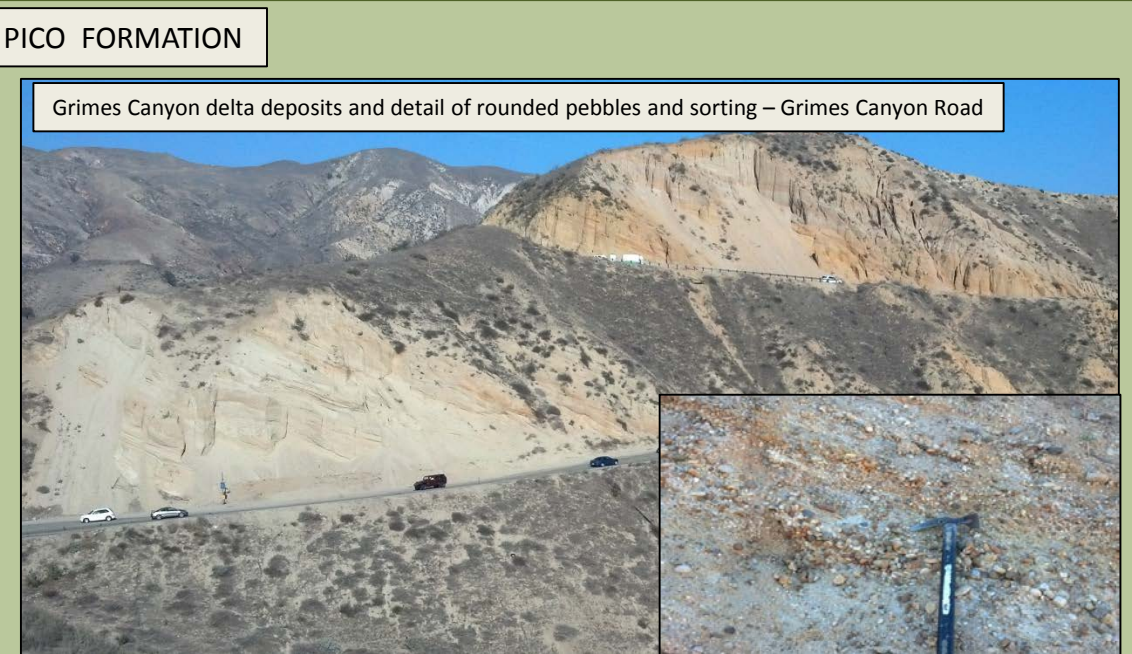 PICO FORMATION
Grimes Canyon delta deposits and detail of rounded pebbles and sorting – Grimes Canyon Road